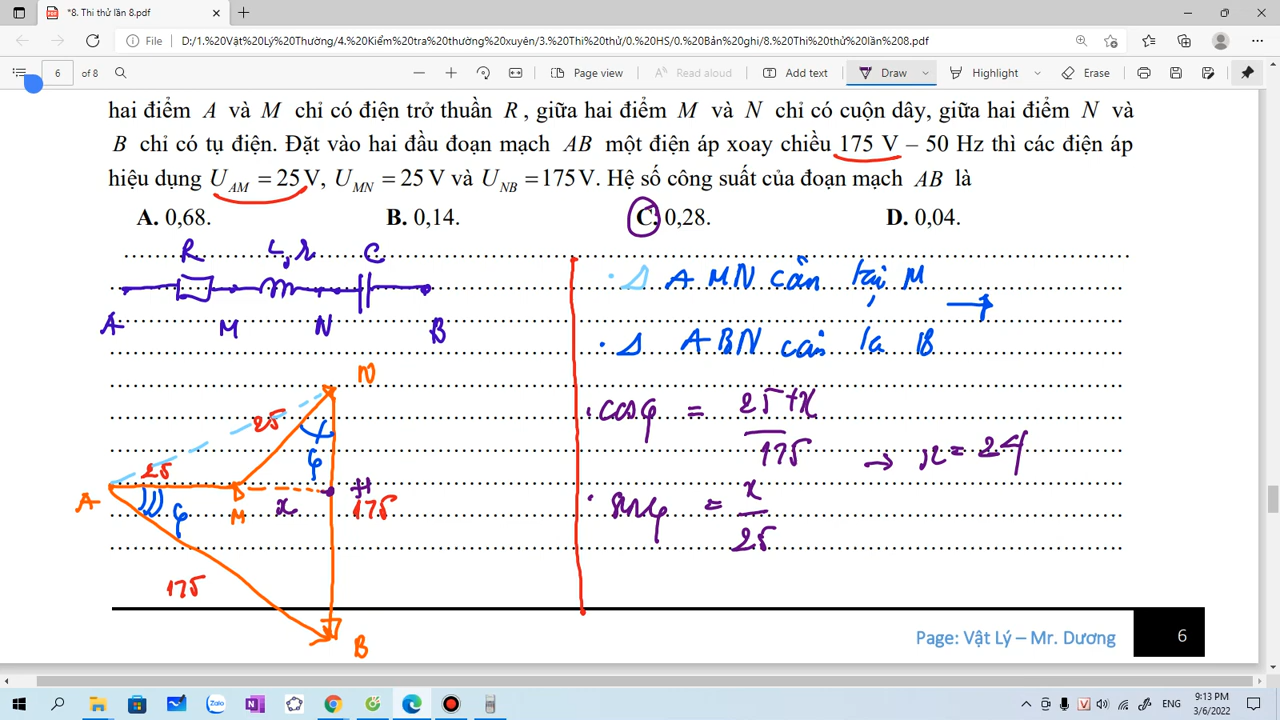 *8. Thi thử lần 8.pdf
File
D:/1.%20Vật%20Lý%20Thường/4.%20Kiểm%20tra%20thường%20xuyên/3.%20Thi%20thử/0.%20HS/0.%20Bản%20ghi/8.%20Thi%20thử%20lần%208.pdf
6 of 8
Page view
Read aloud
Add text
Draw
Highlight
Erase
hai điểm A và M chỉ có điện trở thuần R , giữa hai điểm M và N chỉ có cuộn dây, giữa hai điểm N và
B chỉ có tụ điện. Đặt vào hai đầu đoạn mạch AB một điện áp xoay chiều 175 V – 50 Hz thì các điện áp
hiệu dụng U_AM = 25 V, U_MN = 25 V và U_NB = 175 V. Hệ số công suất của đoạn mạch AB là
A. 0,68. B. 0,14. C. 0,28. D. 0,04.
R L,r C
A M N B
Δ AMN cân tại M →
Δ ABN cân tại B
cosφ = 25+x / 175
→ x = 24
sinφ = x / 25
N
25
φ
25
A φ M x H
175
175
B
Page: Vật Lý – Mr. Dương
6
ENG
9:13 PM
3/6/2022